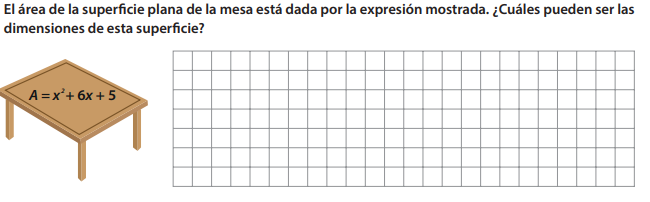 El área de la superficie plana de la mesa está dada por la expresión mostrada. ¿Cuáles pueden ser las
dimensiones de esta superficie?
A = x² + 6x + 5